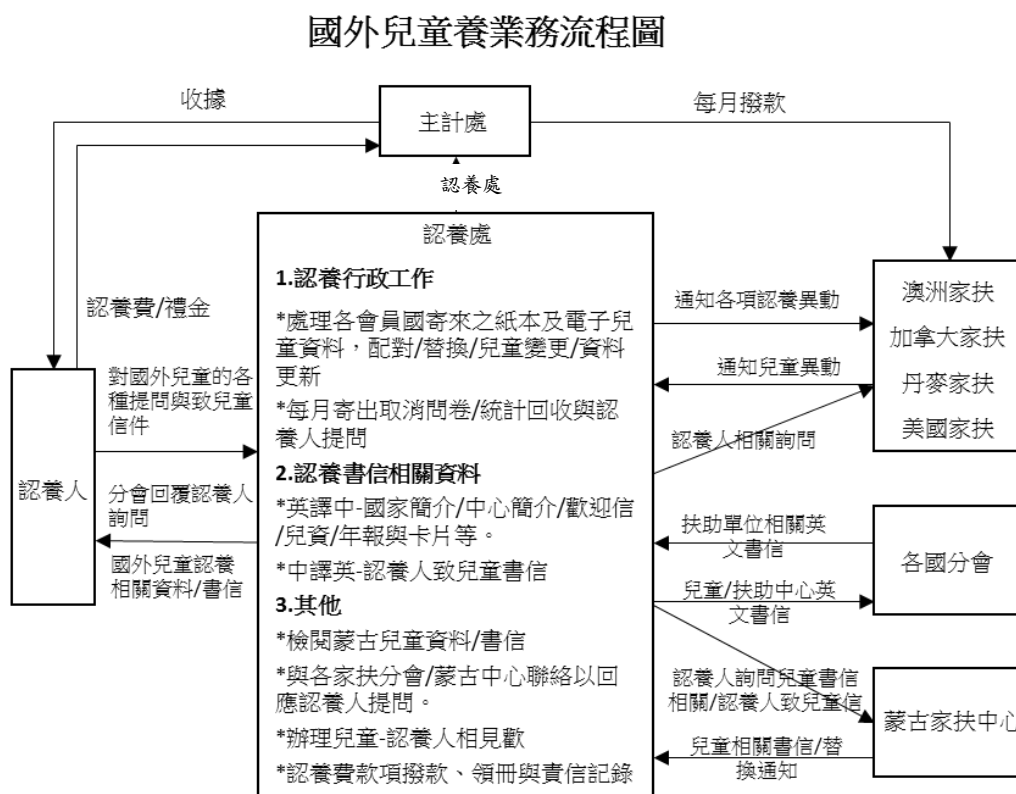 國外兒童養業務流程圖
收據
主計處
每月撥款
認養處
認養處
1.認養行政工作
*處理各會員國寄來之紙本及電子兒
童資料，配對/替換/兒童變更/資料
更新
*每月寄出取消問卷/統計回收與認
養人提問
2.認養書信相關資料
*英譯中-國家簡介/中心簡介/歡迎信
/兒資/年報與卡片等。
*中譯英-認養人致兒童書信
3.其他
*檢閱蒙古兒童資料/書信
*與各家扶分會/蒙古中心聯絡以回
應認養人提問。
*辦理兒童-認養人相見歡
*認養費款項撥款、領冊與責信記錄
認養費/禮金
對國外兒童的各
種提問與致兒童
信件
認養人
分會回覆認養人
詢問
國外兒童認養
相關資料/書信
通知各項認養異動
通知兒童異動
認養人相關詢問
澳洲家扶
加拿大家扶
丹麥家扶
美國家扶
扶助單位相關英
文書信
兒童/扶助中心英
文書信
各國分會
認養人詢問兒童書信
相關/認養人致兒童信
兒童相關書信/替
換通知
蒙古家扶中心